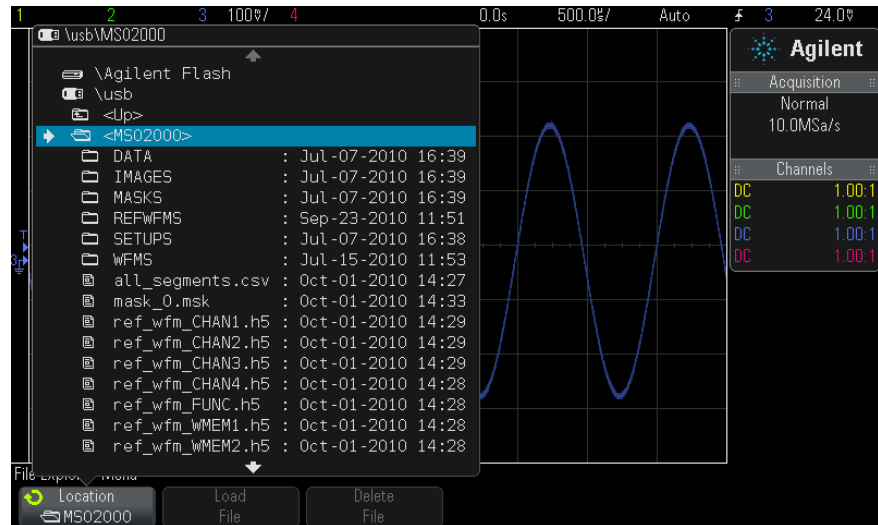 1 2 3 100V/ 4 0.0s 500.0µ/ Auto 3 24.0V
\usb\MSO2000
\Agilent Flash
\usb
<Up>
<MSO2000>
DATA : Jul-07-2010 16:39
IMAGES : Jul-07-2010 16:39
MASKS : Jul-07-2010 16:39
REFWFMS : Sep-23-2010 11:51
SETUPS : Jul-07-2010 16:38
WFMS : Jul-15-2010 11:53
all_segments.csv : Oct-01-2010 14:27
mask_0.msk : Oct-01-2010 14:33
ref_wfm_CHAN1.h5 : Oct-01-2010 14:29
ref_wfm_CHAN2.h5 : Oct-01-2010 14:29
ref_wfm_CHAN3.h5 : Oct-01-2010 14:29
ref_wfm_CHAN4.h5 : Oct-01-2010 14:28
ref_wfm_FUNC.h5 : Oct-01-2010 14:28
ref_wfm_WMEM1.h5 : Oct-01-2010 14:28
ref_wfm_WMEM2.h5 : Oct-01-2010 14:28
T
3
Agilent
Acquisition
Normal
10.0MSa/s
Channels
DC 1.00:1
DC 1.00:1
DC 1.00:1
DC 1.00:1
File Explorer Menu
Location
MSO2000
Load
File
Delete
File